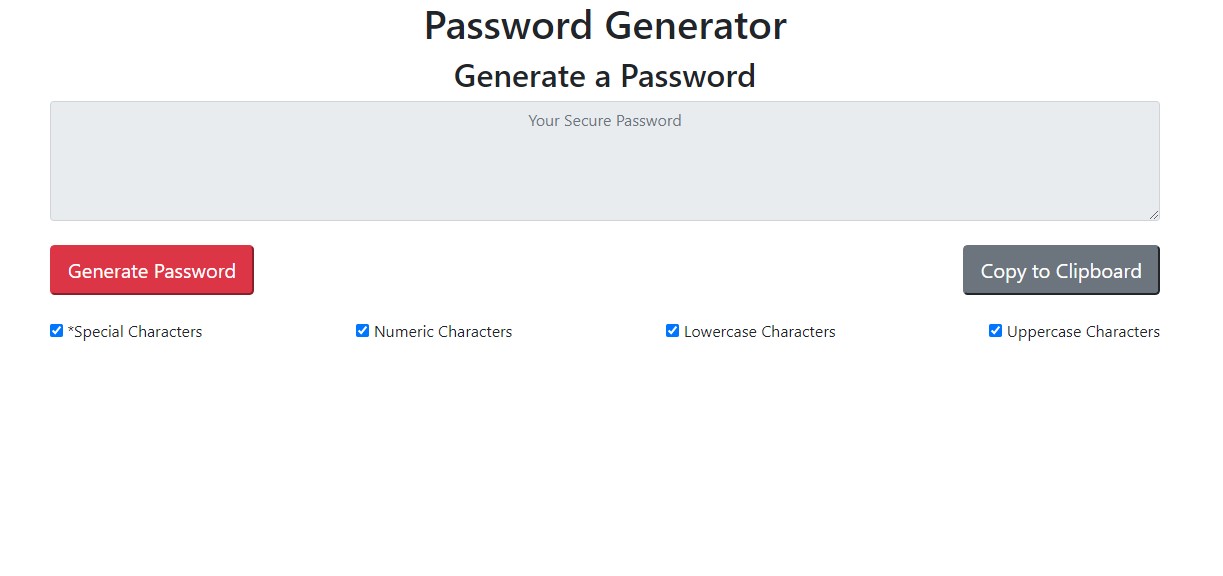 Password Generator
Generate a Password
Your Secure Password
Generate Password
Copy to Clipboard
*Special Characters
Numeric Characters
Lowercase Characters
Uppercase Characters